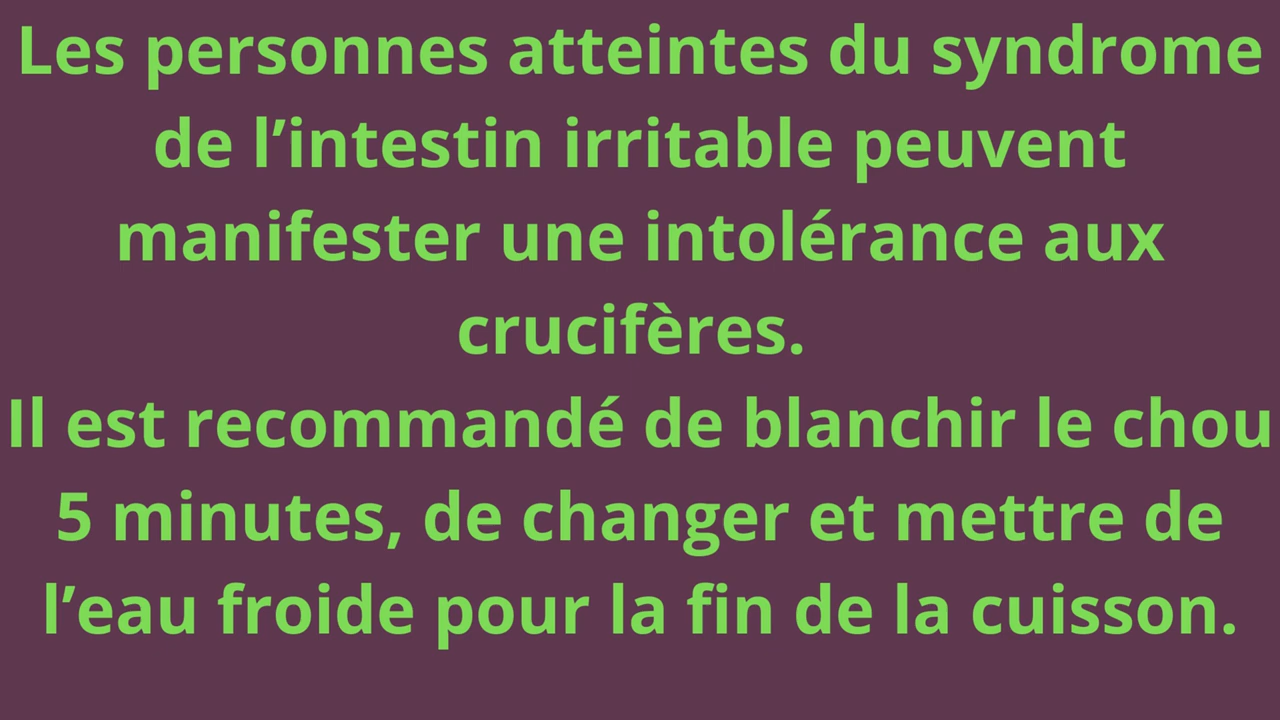 Les personnes atteintes du syndrome
de l’intestin irritable peuvent
manifester une intolérance aux
crucifères.
Il est recommandé de blanchir le chou
5 minutes, de changer et mettre de
l’eau froide pour la fin de la cuisson.